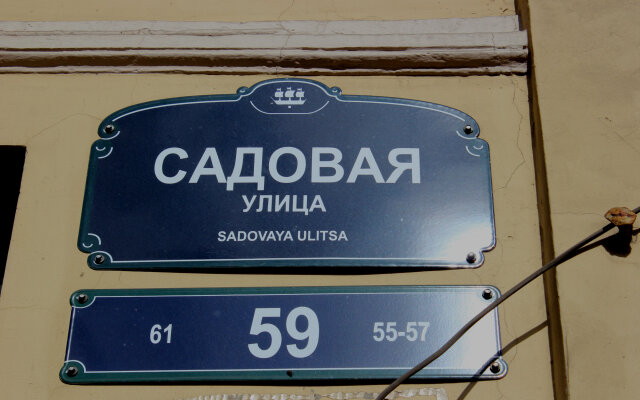 САДОВАЯ
УЛИЦА
SADOVAYA ULITSA
61 59 55-57